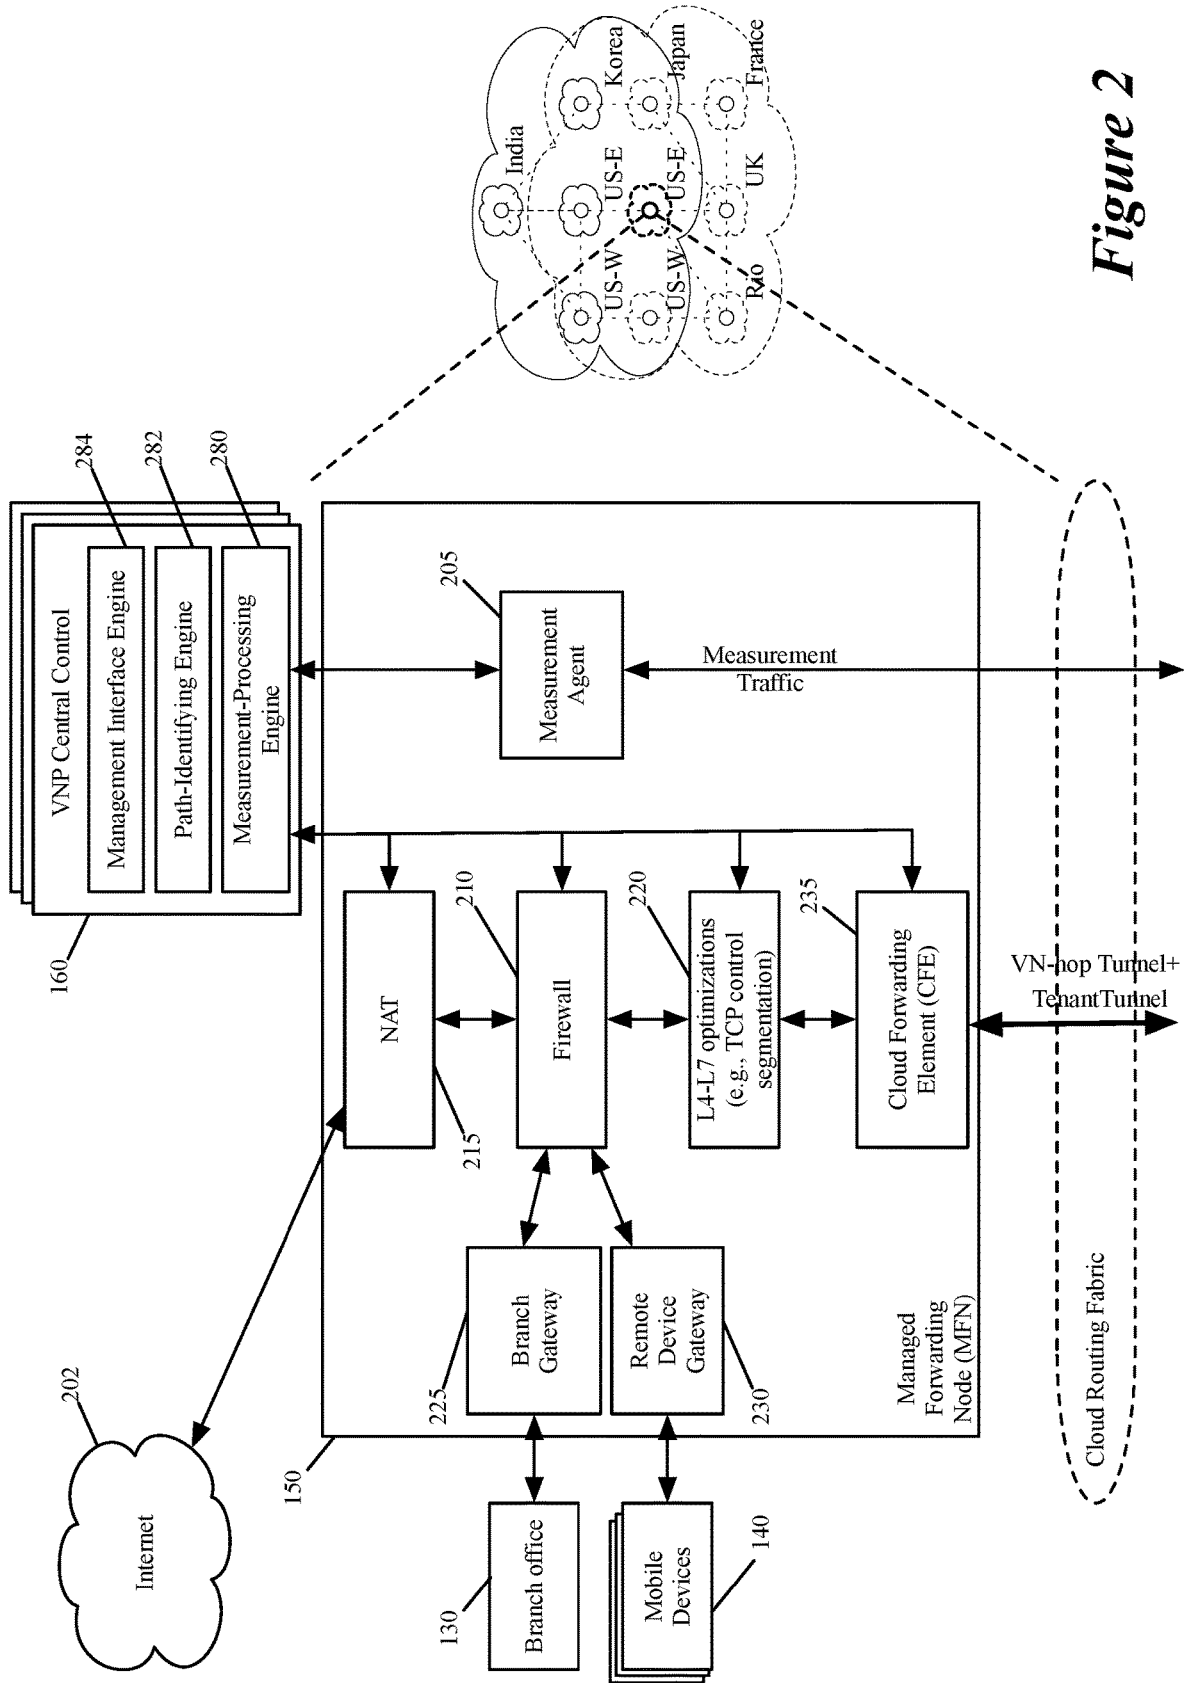 VNP Central Control
Management Interface Engine
Path-Identifying Engine
Measurement-Processing
Engine
284
282
280
160
Internet
202
150
NAT
215
Measurement
Agent
205
Measurement
Traffic
Firewall
210
Branch
Gateway
225
Remote
Device
Gateway
230
Branch office
130
Mobile
Devices
140
L4-L7 optimizations
(e.g., TCP control
segmentation)
220
Cloud Forwarding
Element (CFE)
235
Managed
Forwarding
Node (MFN)
VN-hop Tunnel+
TenantTunnel
Cloud Routing Fabric
India
US-W
US-E
Korea
US-W
US-E
Japan
Rio
UK
France
Figure 2